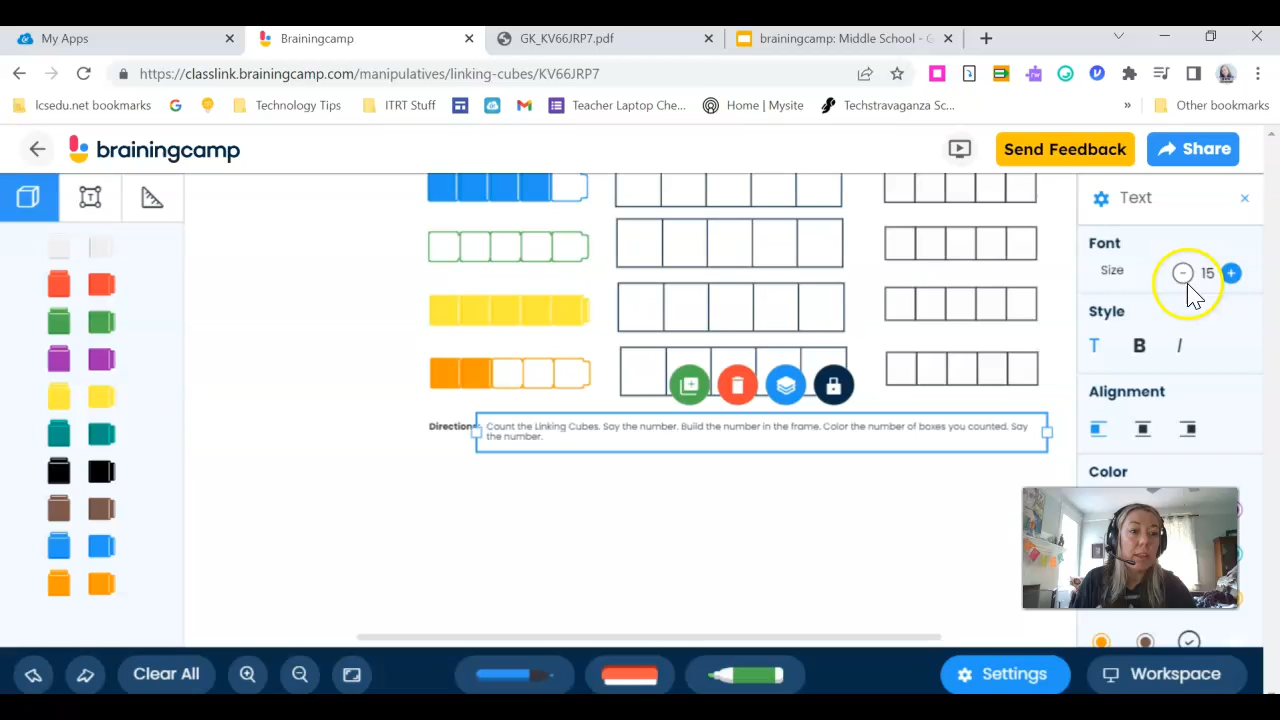 My Apps
Brainingcamp
GK_KV66JRP7.pdf
brainingcamp: Middle School - G
https://classlink.brainingcamp.com/manipulatives/linking-cubes/KV66JRP7
lcsedu.net bookmarks
Technology Tips
ITRT Stuff
Teacher Laptop Che...
Home | Mysite
Techstravaganza Sc...
»
Other bookmarks
brainingcamp
Send Feedback
Share
Text
Font
Size
15
Style
T B I
Alignment
Color
Direction
Count the Linking Cubes. Say the number. Build the number in the frame. Color the number of boxes you counted. Say
the number.
Clear All
Settings
Workspace